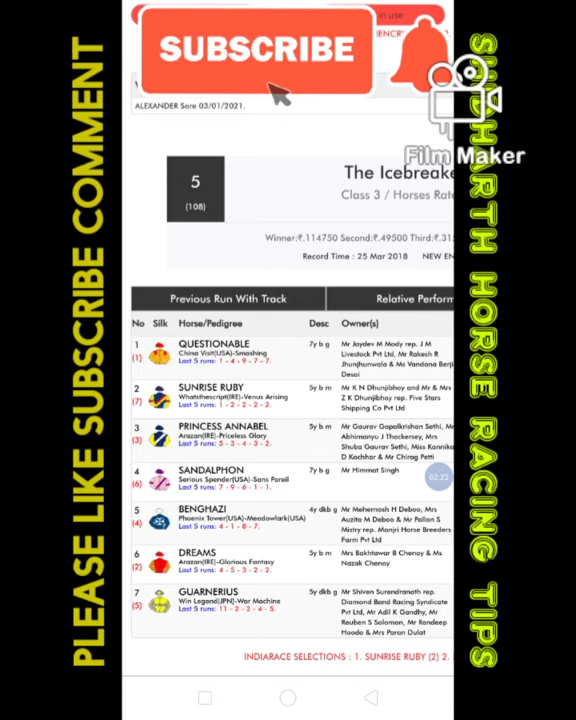 in use
SUBSCRIBE
ALEXANDER Sore 03/01/2021.
Film Maker
5
(108)
The Icebreake
Class 3 / Horses Rate
Winner:₹.114750 Second:₹.49500 Third:₹.31
Record Time : 25 Mar 2018 NEW EN
Previous Run With Track Relative Perform
No Silk Horse/Pedigree Desc Owner(s)
1 QUESTIONABLE 7y b g Mr Jaydev M Mody rep. J M
(1) China Visit(USA)-Smashing Livestock Pvt Ltd, Mr Rakesh R
Last 5 runs: 1 - 4 - 9 - 7 - 7. Jhunjhunwala & Ms Vandana Berji
Desai
2 SUNRISE RUBY 5y b m Mr K N Dhunjibhoy and Mr & Mrs
(7) Whatsthescript(IRE)-Venus Arising Z K Dhunjibhoy rep. Five Stars
Last 5 runs: 1 - 2 - 2 - 2 - 2. Shipping Co Pvt Ltd
3 PRINCESS ANNABEL 5y b m Mr Gaurav Gopalkrishan Sethi, Mr
(3) Arazan(IRE)-Priceless Glory Abhimanyu J Thackersey, Mrs
Last 5 runs: 5 - 3 - 4 - 3 - 2. Shuba Gaurav Sethi, Miss Kannika
D Kochhar & Mr Chirag Petti
4 SANDALPHON 7y b g Mr Himmat Singh
(6) Serious Spender(USA)-Sans Pareil
Last 5 runs: 7 - 9 - 6 - 1 - 1.
02:22
5 BENGHAZI 4y dkb g Mr Mehernosh H Deboo, Mrs
(4) Phoenix Tower(USA)-Meadowlark(USA) Auzita M Deboo & Mr Pallon S
Last 5 runs: 4 - 1 - 8 - 7. Mistry rep. Manjri Horse Breeders
Farm Pvt Ltd
6 DREAMS 5y b m Mrs Bakhtawar B Chenoy & Ms
(2) Arazan(IRE)-Glorious Fantasy Nazak Chenoy
Last 5 runs: 4 - 5 - 3 - 2 - 2.
7 GUARNERIUS 5y dkb g Mr Shiven Surendranath rep.
(5) Win Legend(JPN)-War Machine Diamond Band Racing Syndicate
Last 5 runs: 11 - 2 - 2 - 4 - 5. Pvt Ltd, Mr Adil K Gandhy, Mr
Reuben S Solomon, Mr Randeep
Hooda & Mrs Paran Dulat
INDIARACE SELECTIONS : 1. SUNRISE RUBY (2) 2.
PLEASE LIKE SUBSCRIBE COMMENT
HORSE RACING TIPS